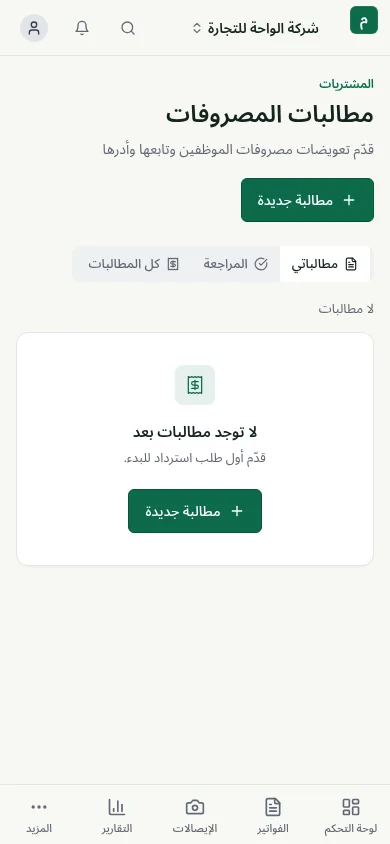 م
شركة الواحة للتجارة
المشتريات
مطالبات المصروفات
قدّم تعويضات مصروفات الموظفين وتابعها وأدرها
مطالبة جديدة
مطالباتي
المراجعة
كل المطالبات
لا مطالبات
لا توجد مطالبات بعد
قدّم أول طلب استرداد للبدء.
مطالبة جديدة
لوحة التحكم
الفواتير
الإيصالات
التقارير
المزيد